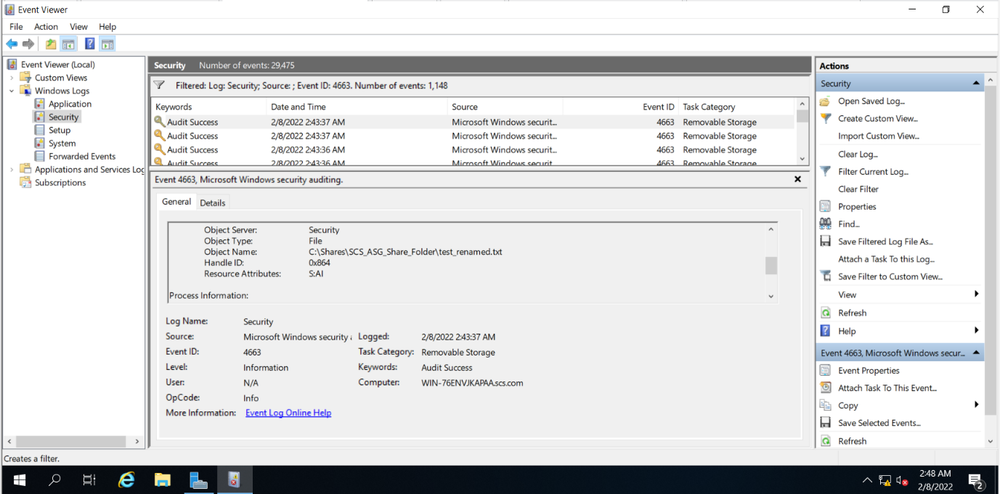 Event Viewer
File Action View Help
Event Viewer (Local)
Custom Views
Windows Logs
Application
Security
Setup
System
Forwarded Events
Applications and Services Log
Subscriptions
Security Number of events: 29,475
Filtered: Log: Security; Source: ; Event ID: 4663. Number of events: 1,148
Keywords Date and Time Source Event ID Task Category
Audit Success 2/8/2022 2:43:37 AM Microsoft Windows securit... 4663 Removable Storage
Audit Success 2/8/2022 2:43:37 AM Microsoft Windows securit... 4663 Removable Storage
Audit Success 2/8/2022 2:43:36 AM Microsoft Windows securit... 4663 Removable Storage
Audit Success 2/8/2022 2:43:36 AM Microsoft Windows securit 4663 Removable Storage
Event 4663, Microsoft Windows security auditing.
General Details
Object Server: Security
Object Type: File
Object Name: C:\Shares\SCS_ASG_Share_Folder\test_renamed.txt
Handle ID: 0x864
Resource Attributes: S:AI
Process Information:
Log Name: Security
Source: Microsoft Windows security Logged: 2/8/2022 2:43:37 AM
Event ID: 4663 Task Category: Removable Storage
Level: Information Keywords: Audit Success
User: N/A Computer: WIN-76ENVJKAPAA.scs.com
OpCode: Info
More Information: Event Log Online Help
Actions
Security
Open Saved Log...
Create Custom View...
Import Custom View...
Clear Log...
Filter Current Log...
Clear Filter
Properties
Find...
Save Filtered Log File As...
Attach a Task To this Log...
Save Filter to Custom View...
View
Refresh
Help
Event 4663, Microsoft Windows secur...
Event Properties
Attach Task To This Event...
Copy
Save Selected Events...
Refresh
Creates a filter.
2:48 AM
2/8/2022
2